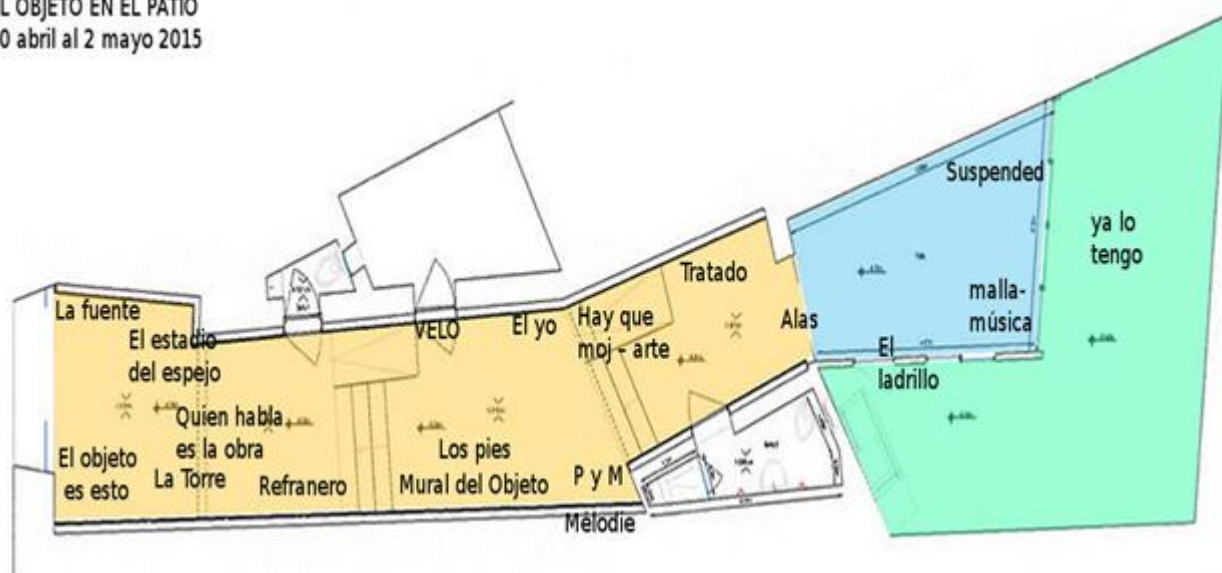 L OBJETO EN EL PATIO
0 abril al 2 mayo 2015
Suspended
ya lo
tengo
Tratado
malla-
música
La fuente
El estadio
del espejo
VELO
El yo
Hay que
moj - arte
Alas
El
ladrillo
Quien habla
es la obra
El objeto
es esto
La Torre
Refranero
Los pies
Mural del Objeto
P y M
Mélodie